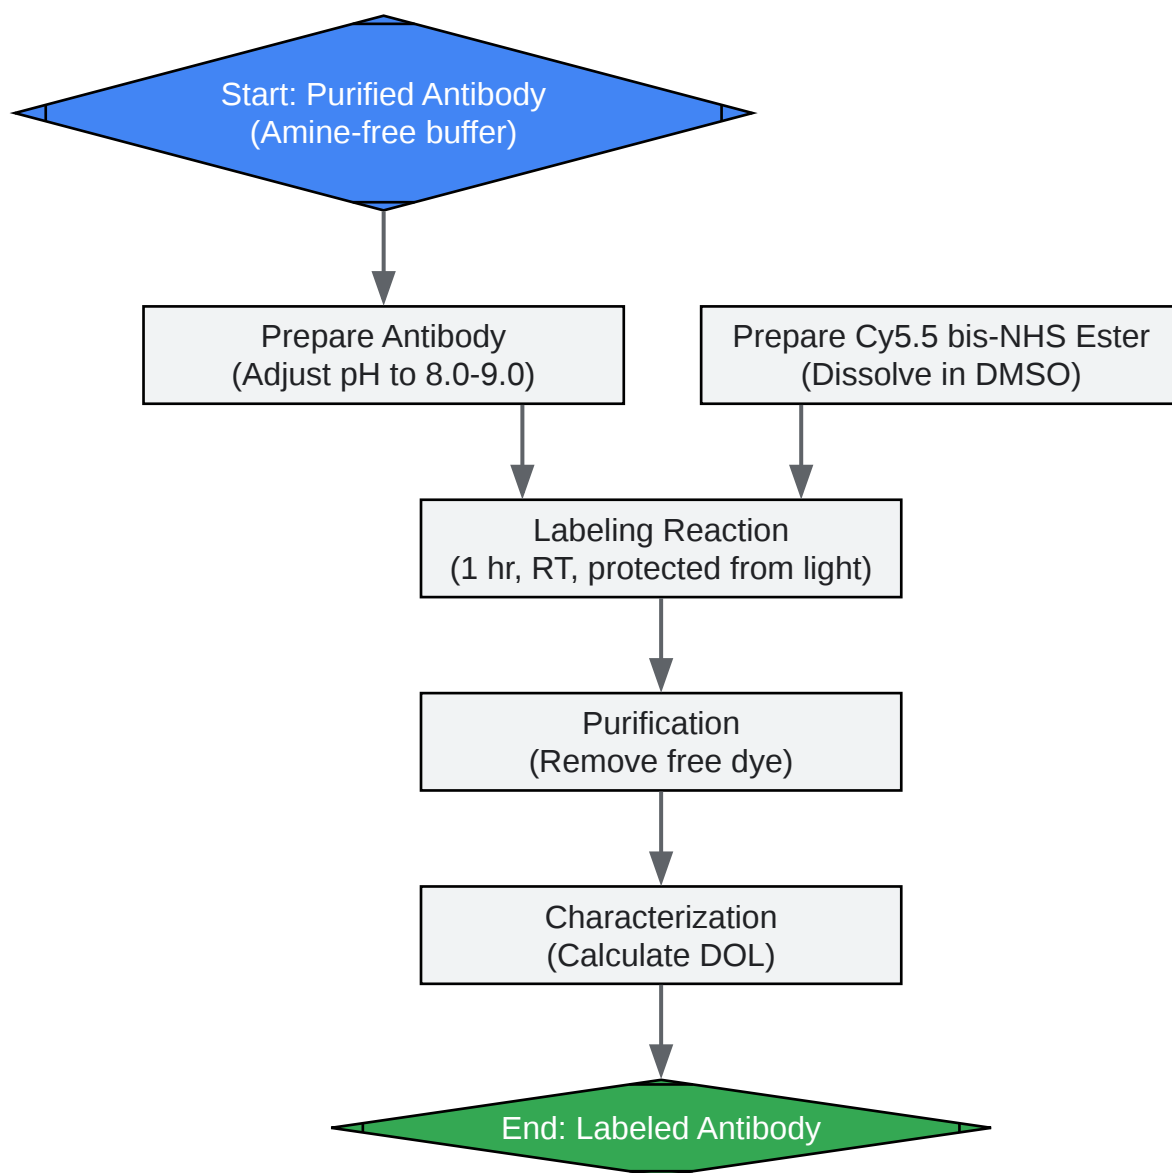 Start: Purified Antibody
(Amine-free buffer)
Prepare Antibody
(Adjust pH to 8.0-9.0)
Prepare Cy5.5 bis-NHS Ester
(Dissolve in DMSO)
Labeling Reaction
(1 hr, RT, protected from light)
Purification
(Remove free dye)
Characterization
(Calculate DOL)
End: Labeled Antibody